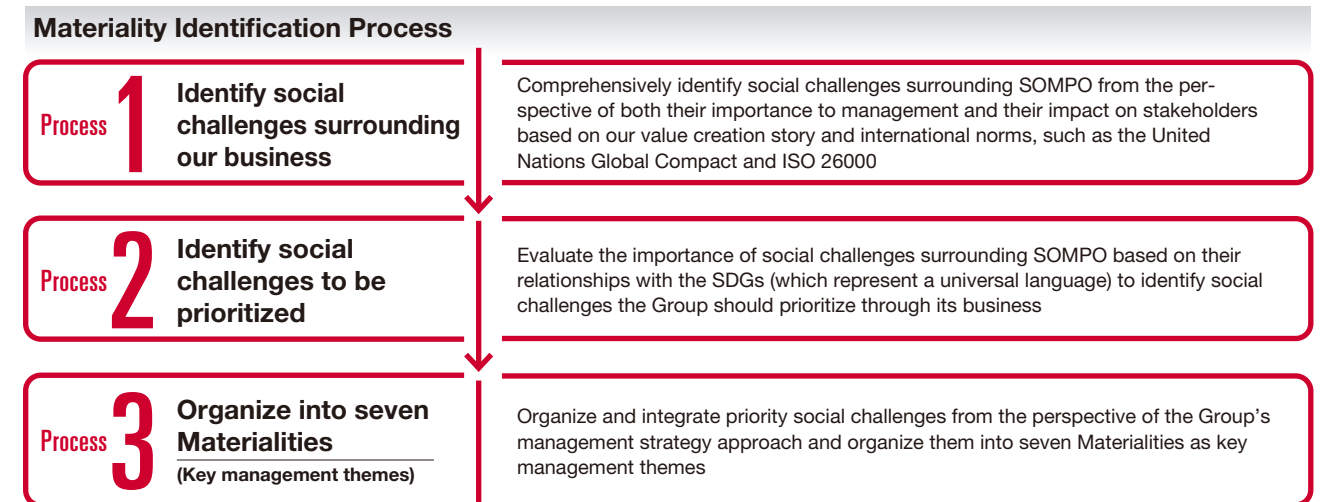 Materiality Identification Process
Process 1
Identify social
challenges surrounding
our business
Comprehensively identify social challenges surrounding SOMPO from the per-
spective of both their importance to management and their impact on stakeholders
based on our value creation story and international norms, such as the United
Nations Global Compact and ISO 26000
Process 2
Identify social
challenges to be
prioritized
Evaluate the importance of social challenges surrounding SOMPO based on their
relationships with the SDGs (which represent a universal language) to identify social
challenges the Group should prioritize through its business
Process 3
Organize into seven
Materialities
(Key management themes)
Organize and integrate priority social challenges from the perspective of the Group's
management strategy approach and organize them into seven Materialities as key
management themes